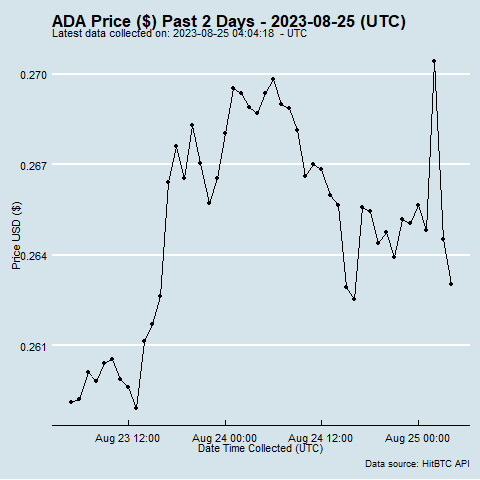 ADA Price ($) Past 2 Days - 2023-08-25 (UTC)
Latest data collected on: 2023-08-25 04:04:18 - UTC
0.270
0.267
0.264
0.261
Price USD ($)
Aug 23 12:00
Aug 24 00:00
Aug 24 12:00
Aug 25 00:00
Date Time Collected (UTC)
Data source: HitBTC API